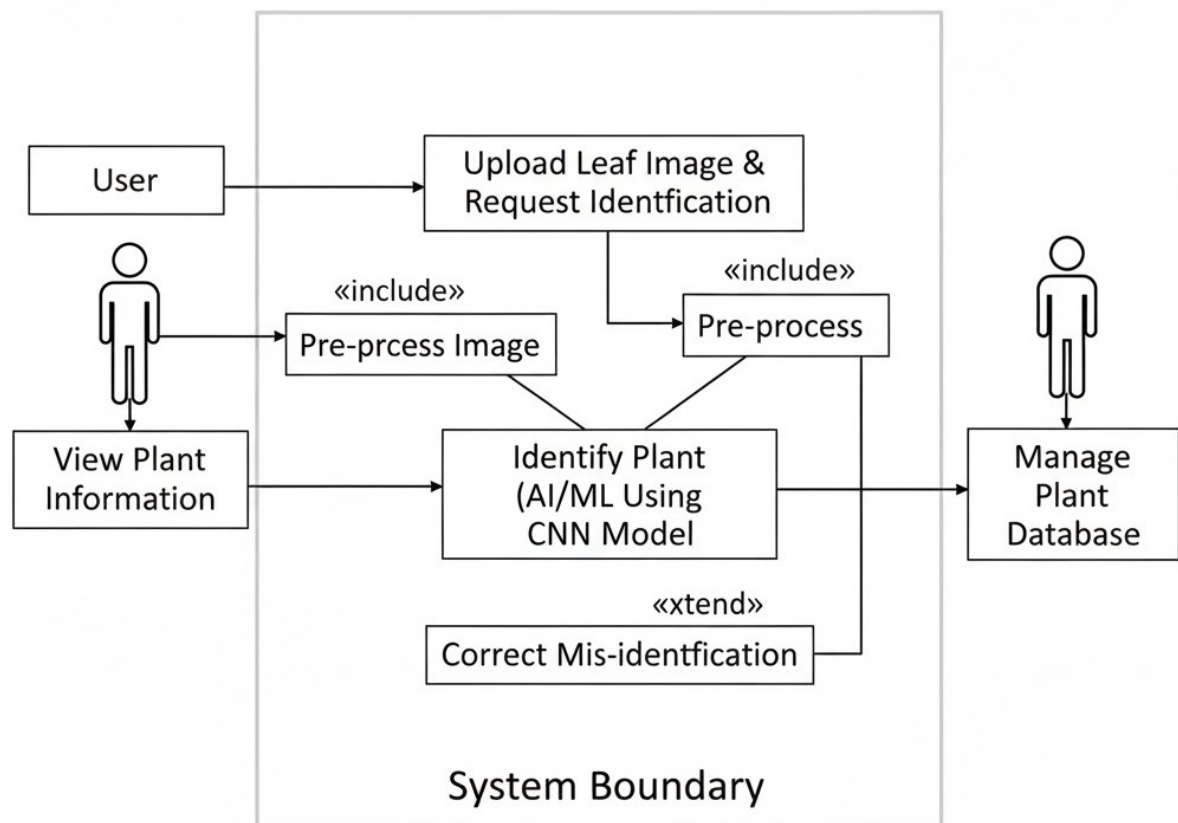 User
Upload Leaf Image &
Request Identfication
«include»
«include»
Pre-prcess Image
Pre-process
View Plant
Information
Identify Plant
(AI/ML Using
CNN Model
Manage
Plant
Database
«xtend»
Correct Mis-identfication
System Boundary